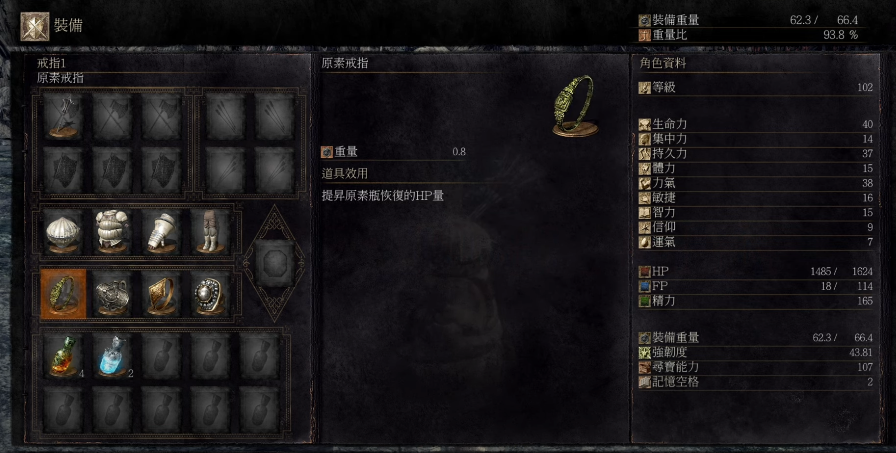 裝備
裝備重量 62.3 / 66.4
重量比 93.8 %
戒指1
原素戒指
4
2
原素戒指
重量 0.8
道具效用
提昇原素瓶恢復的HP量
角色資料
等級 102
生命力 40
集中力 14
持久力 37
體力 15
力氣 38
敏捷 16
智力 15
信仰 9
運氣 7
HP 1485 / 1624
FP 18 / 114
精力 165
裝備重量 62.3 / 66.4
強韌度 43.81
尋寶能力 107
記憶空格 2